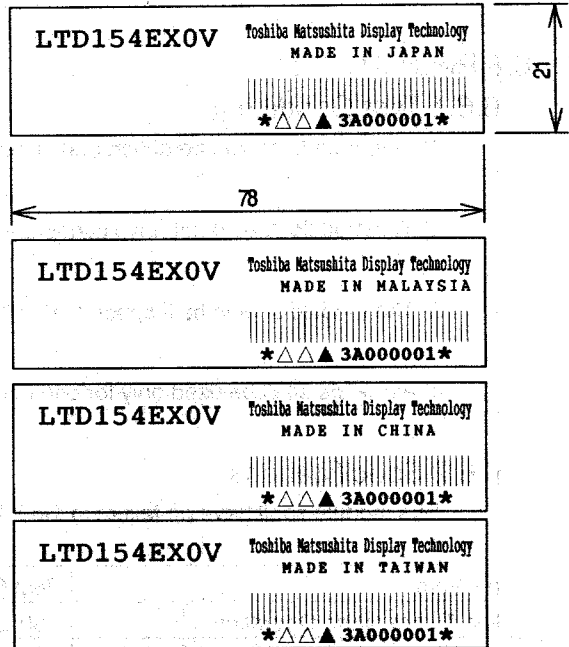 LTD154EX0V
Toshiba Matsushita Display Technology
MADE IN JAPAN
*△△▲3A000001*
21
78
LTD154EX0V
Toshiba Matsushita Display Technology
MADE IN MALAYSIA
*△△▲3A000001*
LTD154EX0V
Toshiba Matsushita Display Technology
MADE IN CHINA
*△△▲3A000001*
LTD154EX0V
Toshiba Matsushita Display Technology
MADE IN TAIWAN
*△△▲3A000001*